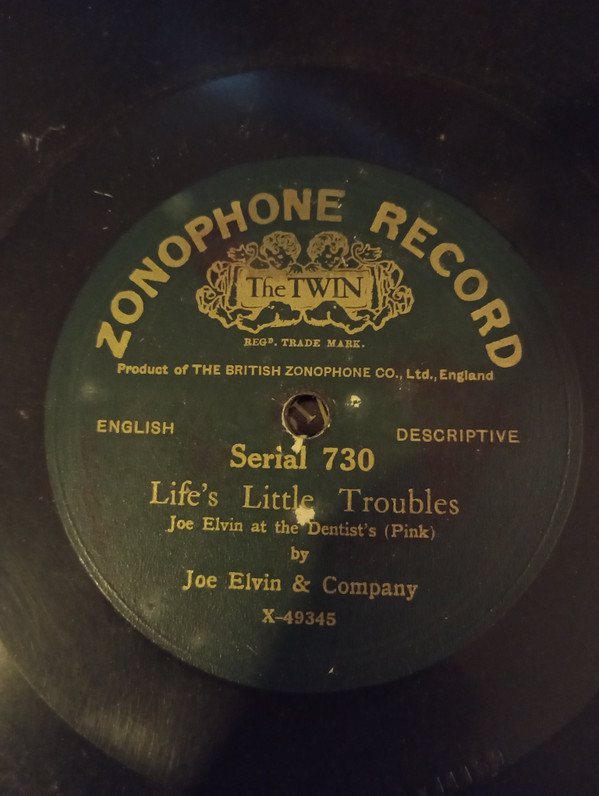 ZONOPHONE RECORD
The TWIN
REGD. TRADE MARK.
Product of THE BRITISH ZONOPHONE CO., Ltd., England
ENGLISH
DESCRIPTIVE
Serial 730
Life's Little Troubles
Joe Elvin at the Dentist's (Pink)
by
Joe Elvin & Company
X-49345